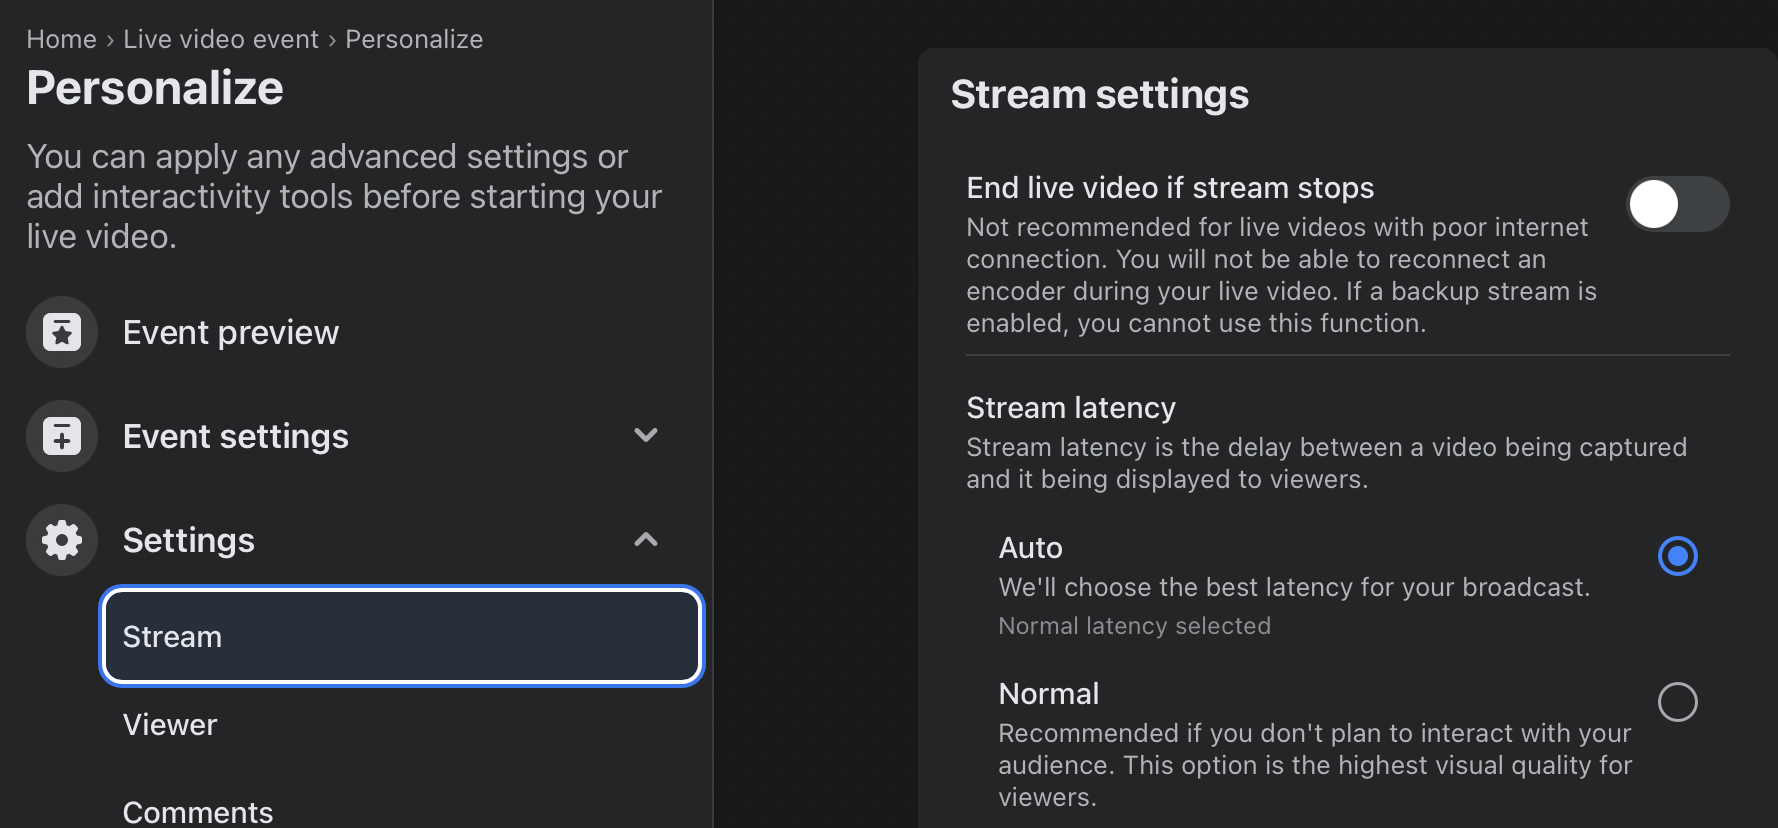 Home › Live video event › Personalize
Personalize
You can apply any advanced settings or
add interactivity tools before starting your
live video.
Event preview
Event settings
Settings
Stream
Viewer
Comments
Stream settings
End live video if stream stops
Not recommended for live videos with poor internet
connection. You will not be able to reconnect an
encoder during your live video. If a backup stream is
enabled, you cannot use this function.
Stream latency
Stream latency is the delay between a video being captured
and it being displayed to viewers.
Auto
We'll choose the best latency for your broadcast.
Normal latency selected
Normal
Recommended if you don't plan to interact with your
audience. This option is the highest visual quality for
viewers.